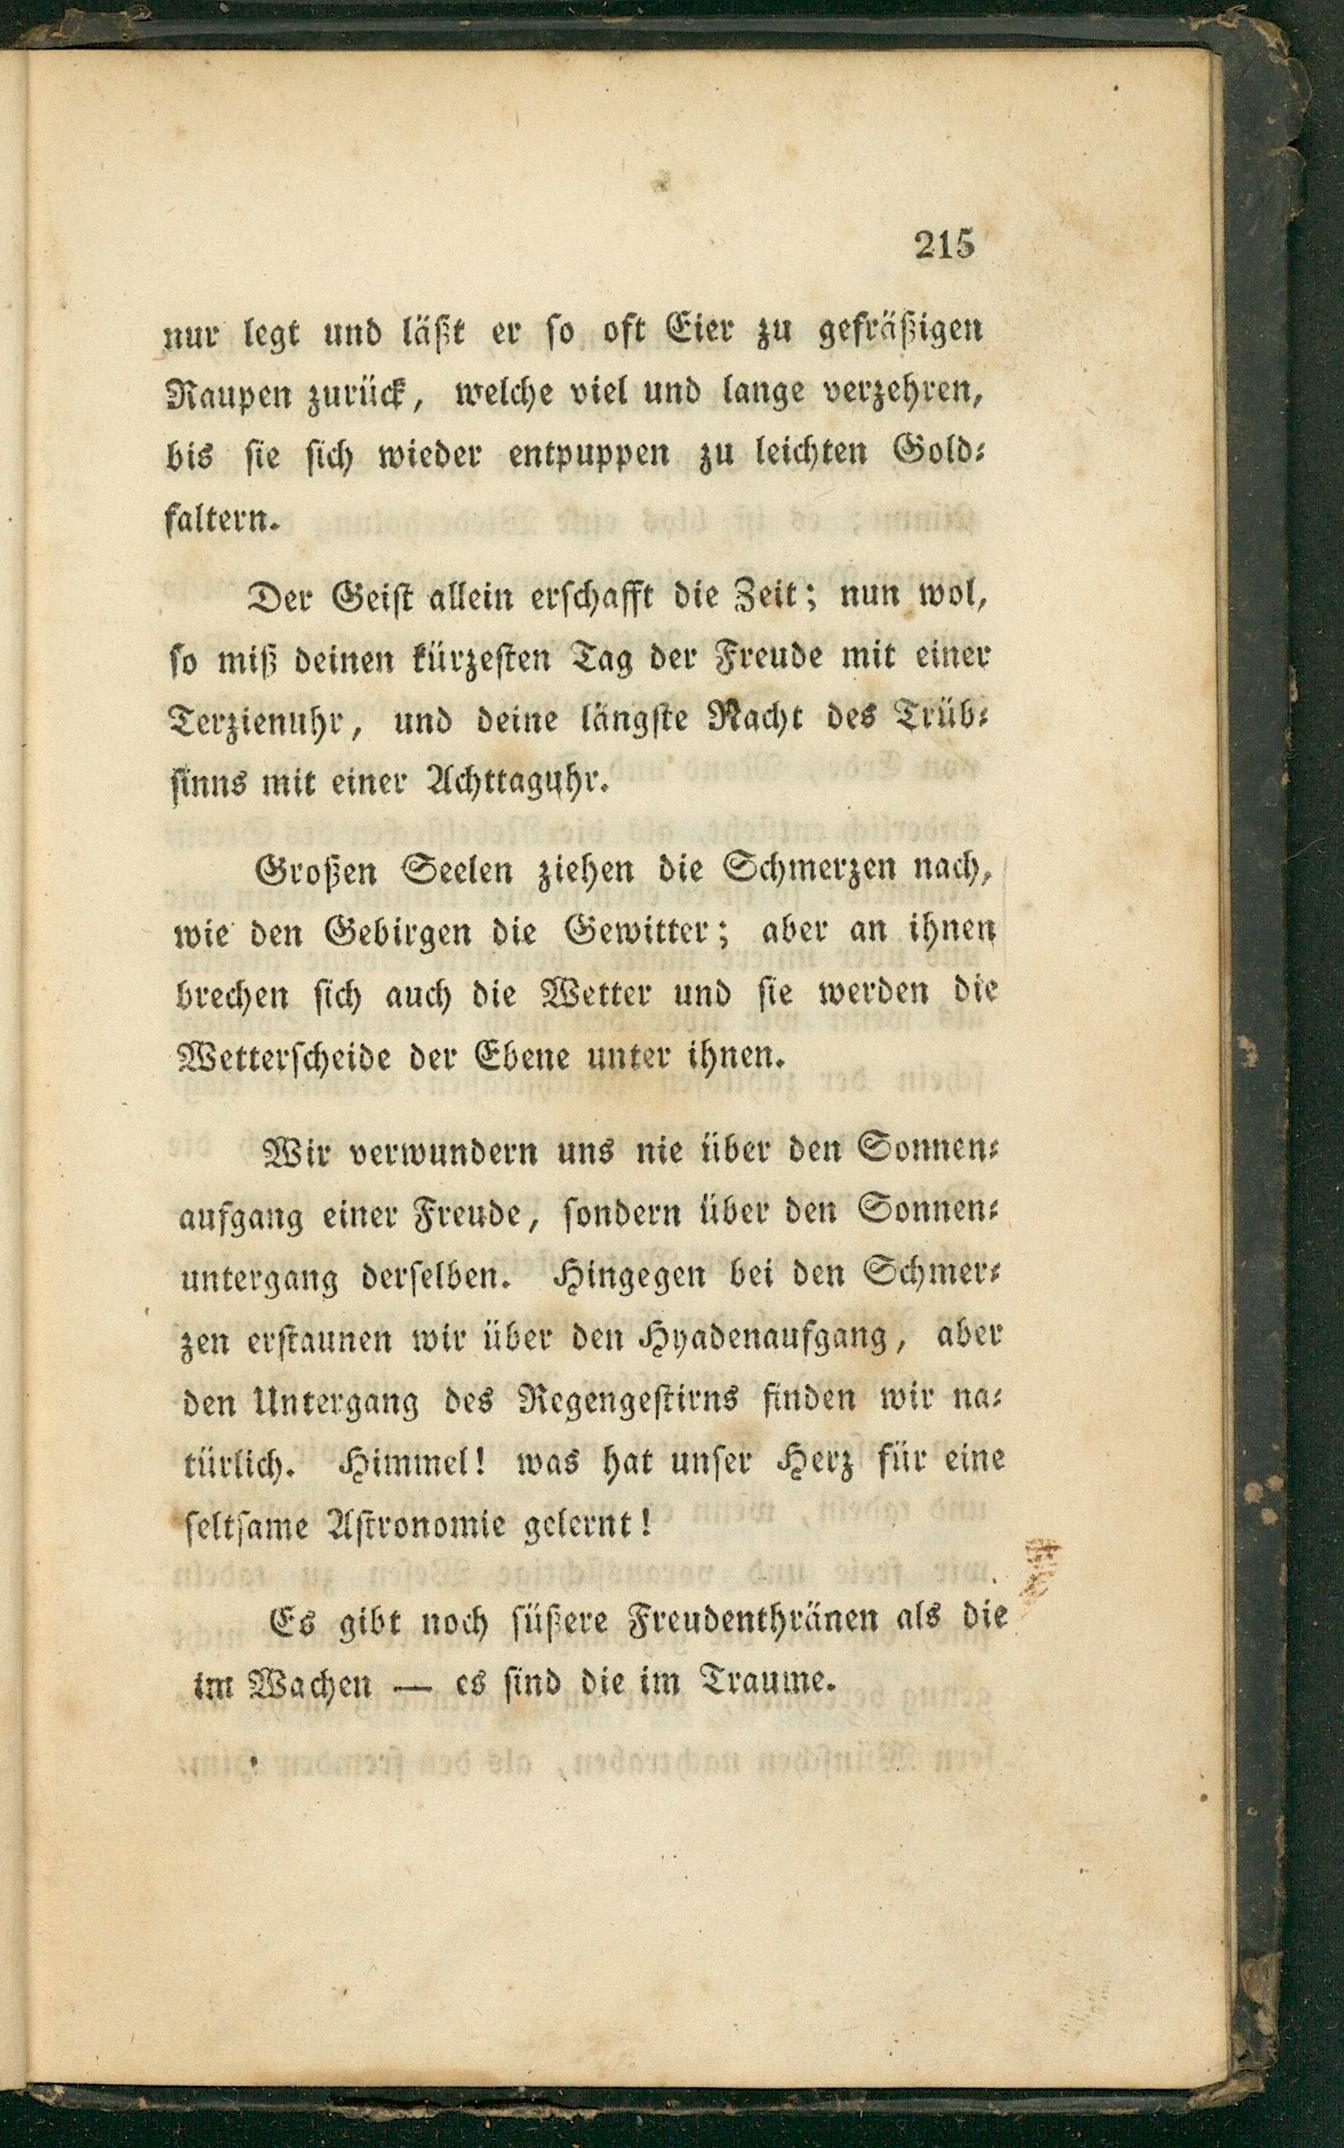 215
nur legt und läßt er ſo oft Eier zu gefräßigen
Raupen zurück, welche viel und lange verzehren,
bis ſie ſich wieder entpuppen zu leichten Gold⸗
faltern.
Der Geiſt allein erſchafft die Zeit; nun wol,
ſo miß deinen kürzeſten Tag der Freude mit einer
Terzienuhr, und deine längſte Nacht des Trüb⸗
ſinns mit einer Achttaguhr.
Großen Seelen ziehen die Schmerzen nach,
wie den Gebirgen die Gewitter; aber an ihnen
brechen ſich auch die Wetter und ſie werden die
Wetterſcheide der Ebene unter ihnen.
Wir verwundern uns nie über den Sonnen⸗
aufgang einer Freude, ſondern über den Sonnen⸗
untergang derſelben. Hingegen bei den Schmer⸗
zen erſtaunen wir über den Hyadenaufgang, aber
den Untergang des Regengeſtirns finden wir na⸗
türlich. Himmel! was hat unſer Herz für eine
ſeltſame Aſtronomie gelernt!
Es gibt noch ſüßere Freudenthränen als die
im Wachen — es ſind die im Traume.